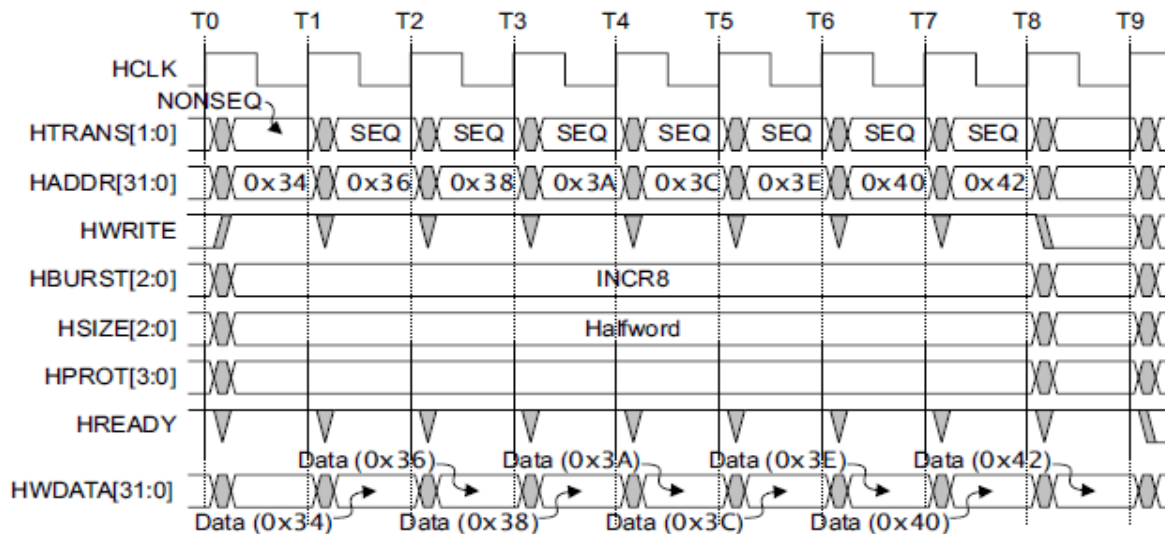 T0 T1 T2 T3 T4 T5 T6 T7 T8 T9
HCLK
NONSEQ
HTRANS[1:0] SEQ SEQ SEQ SEQ SEQ SEQ SEQ
HADDR[31:0] 0x34 0x36 0x38 0x3A 0x3C 0x3E 0x40 0x42
HWRITE
HBURST[2:0] INCR8
HSIZE[2:0] Halfword
HPROT[3:0]
HREADY
Data (0x36) Data (0x3A) Data (0x3E) Data (0x42)
HWDATA[31:0]
Data (0x34) Data (0x38) Data (0x3C) Data (0x40)